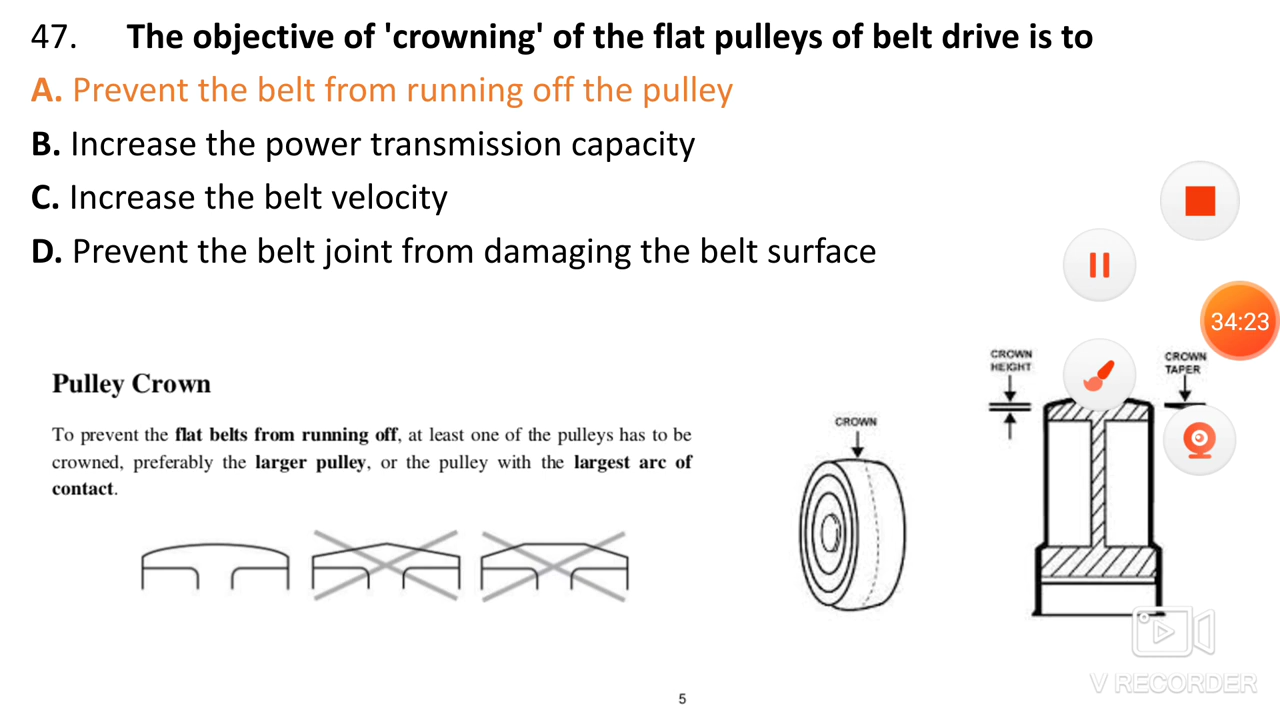 47. The objective of 'crowning' of the flat pulleys of belt drive is to
A. Prevent the belt from running off the pulley
B. Increase the power transmission capacity
C. Increase the belt velocity
D. Prevent the belt joint from damaging the belt surface
34:23
Pulley Crown
To prevent the flat belts from running off, at least one of the pulleys has to be
crowned, preferably the larger pulley, or the pulley with the largest arc of
contact.
CROWN
CROWN
HEIGHT
CROWN
TAPER
V RECORDER
5